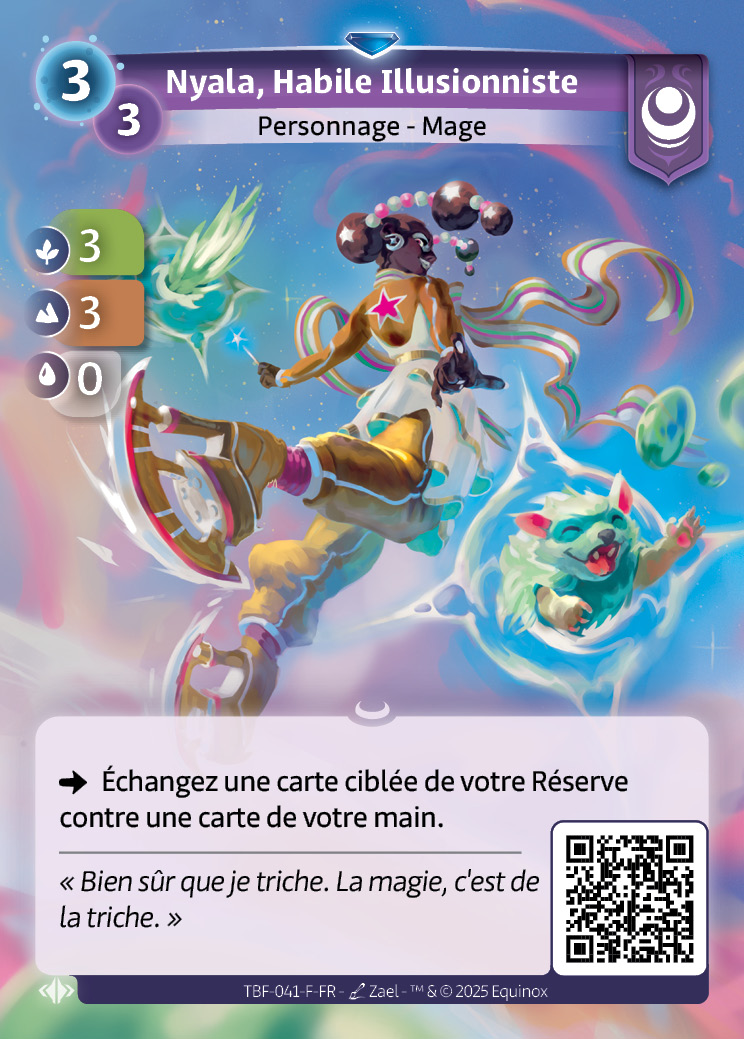 3
3
Nyala, Habile Illusionniste
Personnage - Mage
3
3
0
Échangez une carte ciblée de votre Réserve
contre une carte de votre main.
« Bien sûr que je triche. La magie, c'est de
la triche. »
TBF-041-F-FR - Zael - ™ & © 2025 Equinox